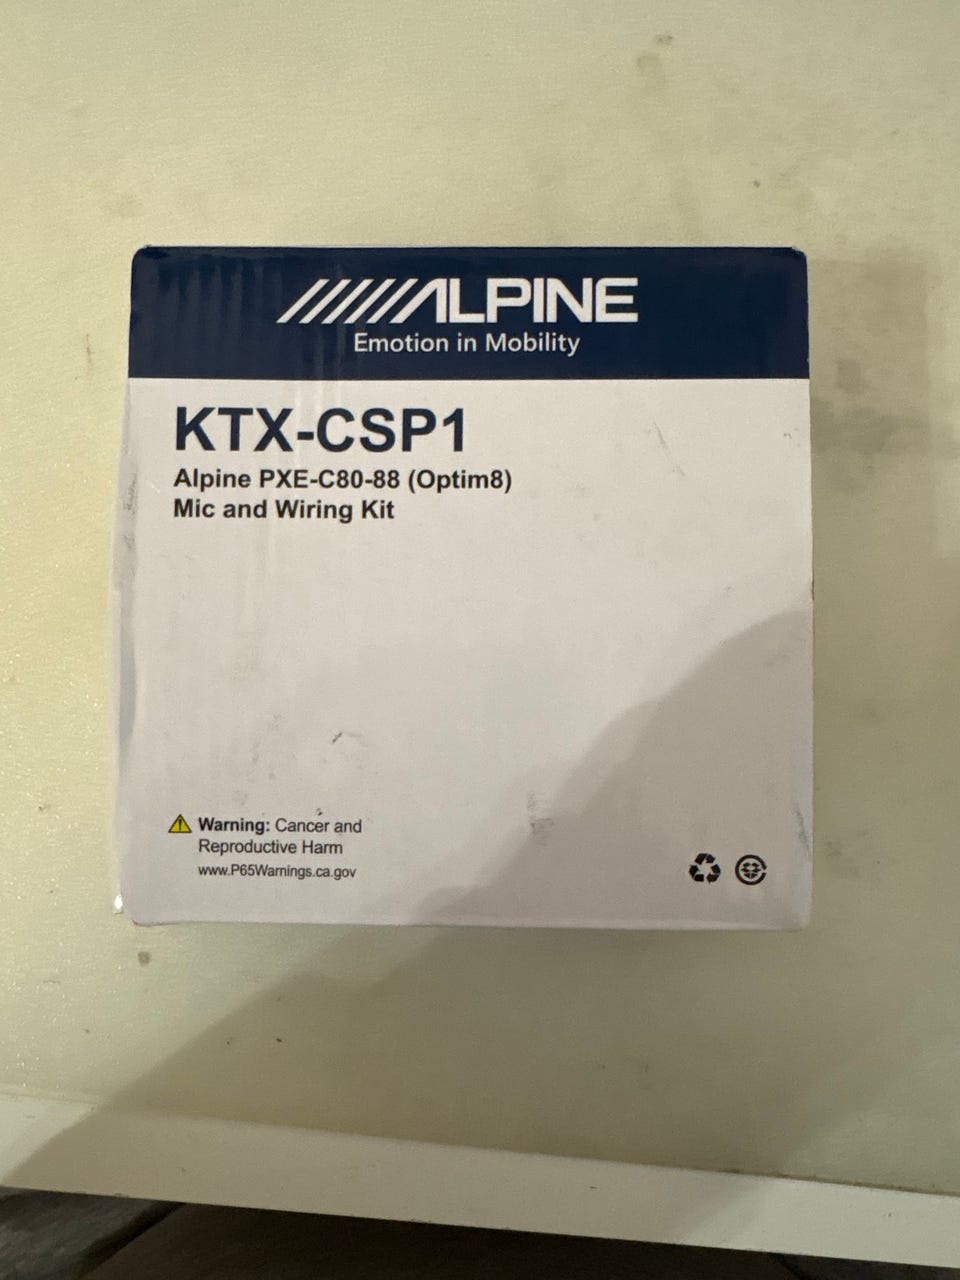 ALPINE
Emotion in Mobility
KTX-CSP1
Alpine PXE-C80-88 (Optim8)
Mic and Wiring Kit
Warning: Cancer and
Reproductive Harm
www.P65Warnings.ca.gov